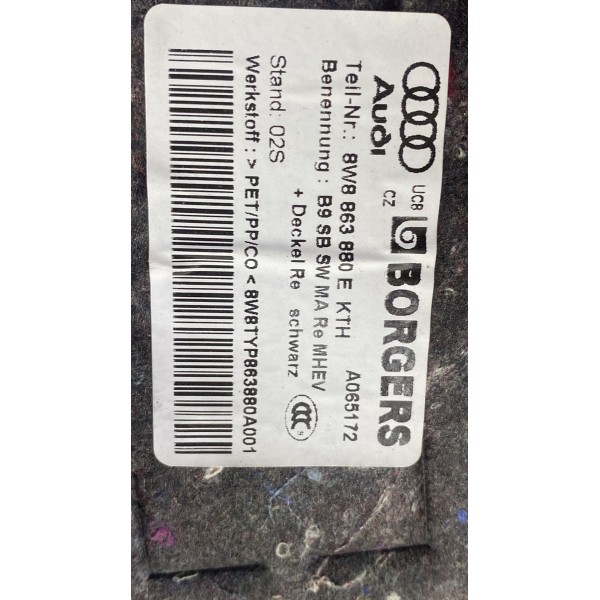 Audi
UC8
CZ
BORGERS
Teil-Nr.: 8W8 863 880 E KTH A065172
Benennung : B9 SB SW MA Re MHEV
+ Deckel Re schwarz
Stand: 02S
CCC S
Werkstoff : > PET/PP/CO < 8W8TYP863880A001